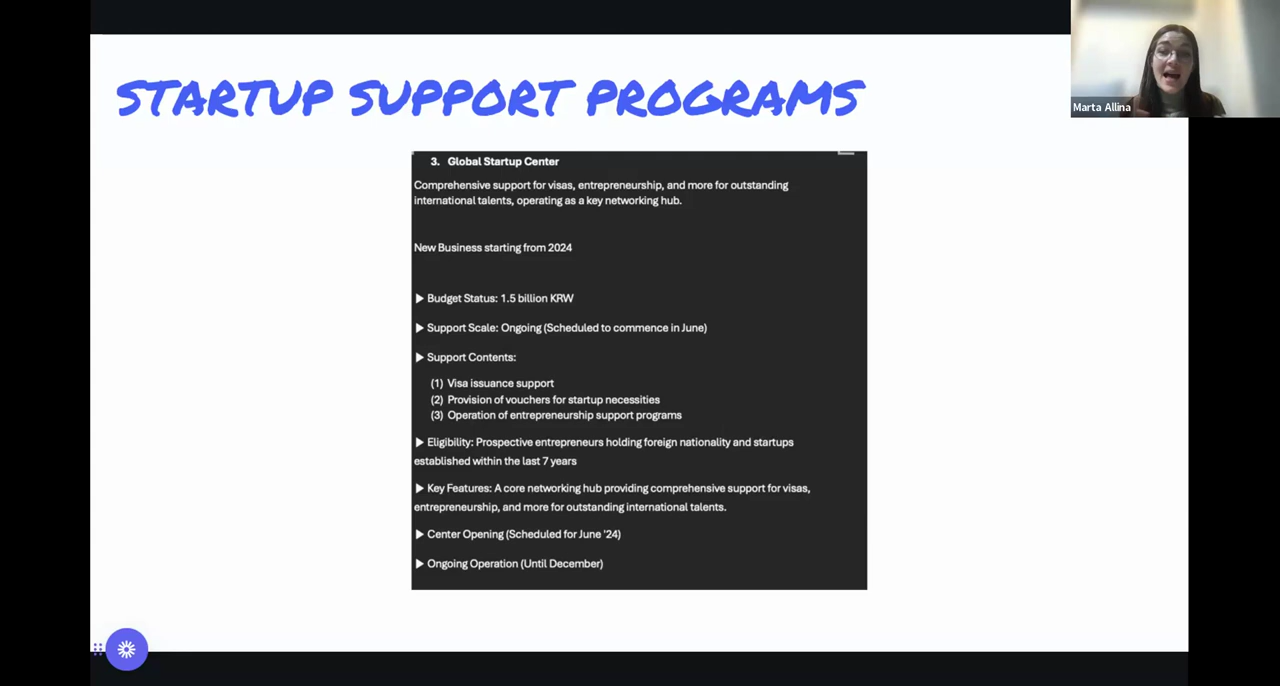 STARTUP SUPPORT PROGRAMS
Marta Allina
3. Global Startup Center
Comprehensive support for visas, entrepreneurship, and more for outstanding
international talents, operating as a key networking hub.
New Business starting from 2024
▶ Budget Status: 1.5 billion KRW
▶ Support Scale: Ongoing (Scheduled to commence in June)
▶ Support Contents:
(1) Visa issuance support
(2) Provision of vouchers for startup necessities
(3) Operation of entrepreneurship support programs
▶ Eligibility: Prospective entrepreneurs holding foreign nationality and startups
established within the last 7 years
▶ Key Features: A core networking hub providing comprehensive support for visas,
entrepreneurship, and more for outstanding international talents.
▶ Center Opening (Scheduled for June '24)
▶ Ongoing Operation (Until December)